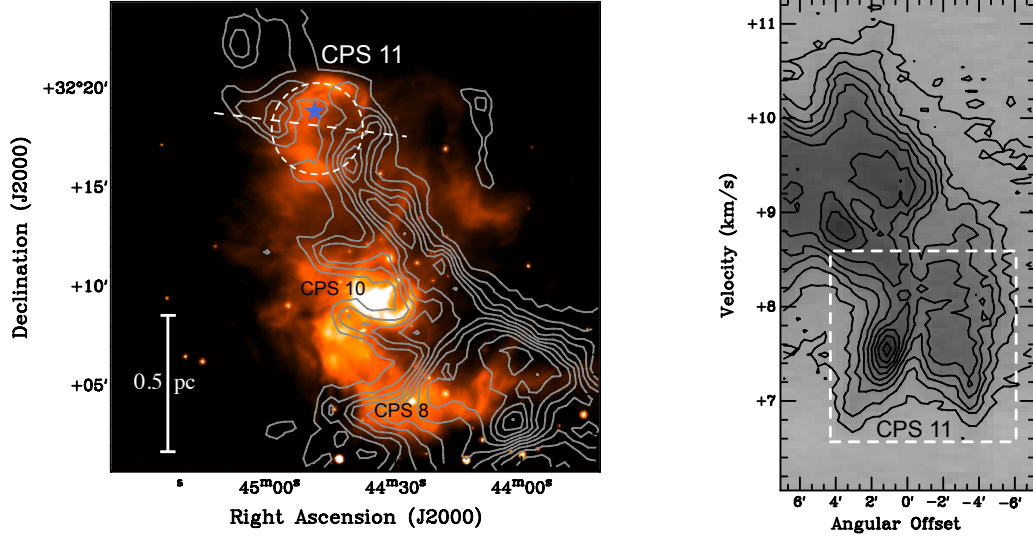 CPS 11
+32°20′
+15′
+10′
+05′
CPS 10
CPS 8
0.5 pc
Declination (J2000)
s 45ᵐ00ˢ 44ᵐ30ˢ 44ᵐ00ˢ
Right Ascension (J2000)
+11
+10
+9
+8
+7
Velocity (km/s)
CPS 11
6′ 4′ 2′ 0′ -2′ -4′ -6′
Angular Offset